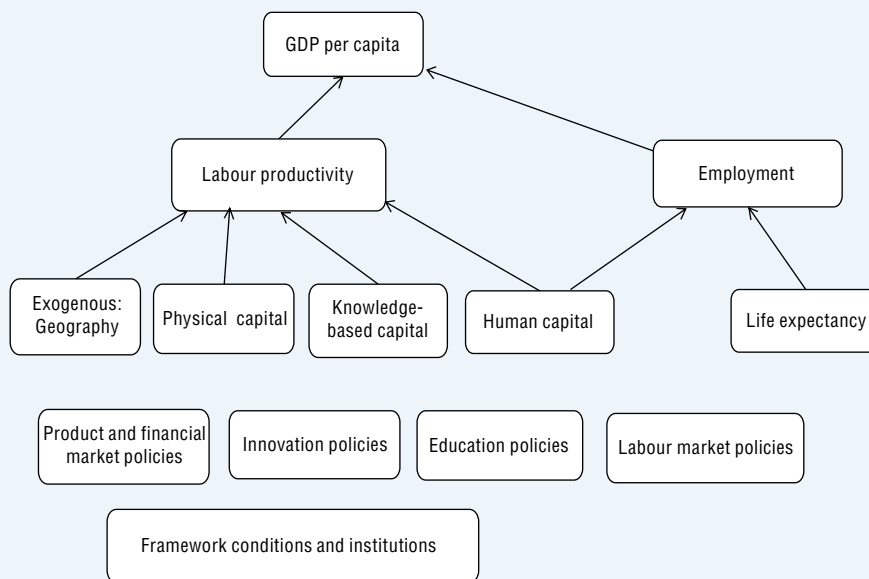 GDP per capita
Labour productivity
Employment
Exogenous:
Geography
Physical capital
Knowledge-
based capital
Human capital
Life expectancy
Product and financial
market policies
Innovation policies
Education policies
Labour market policies
Framework conditions and institutions